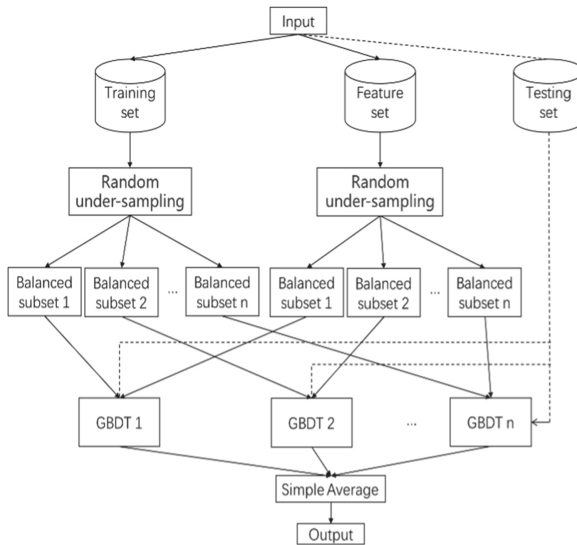 Input
Training
set
Feature
set
Testing
set
Random
under-sampling
Random
under-sampling
Balanced
subset 1
Balanced
subset 2
...
Balanced
subset n
Balanced
subset 1
Balanced
subset 2
...
Balanced
subset n
GBDT 1
GBDT 2
...
GBDT n
Simple Average
Output